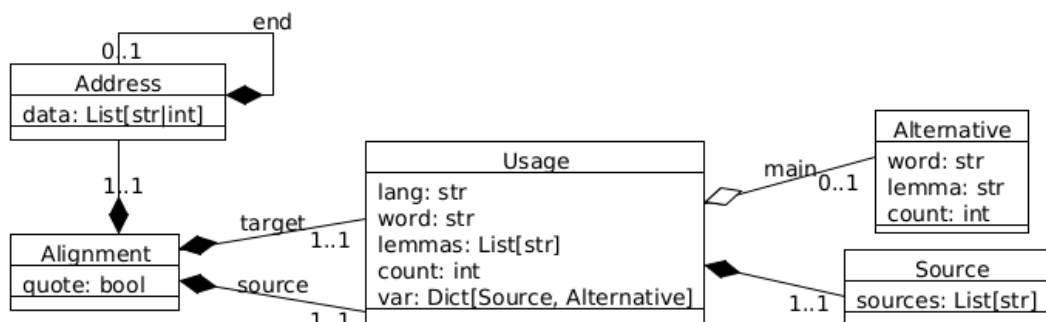 end
0..1
Address
data: List[str|int]
1..1
Alignment
quote: bool
target
1..1
source
1..1
Usage
lang: str
word: str
lemmas: List[str]
count: int
var: Dict[Source, Alternative]
main
0..1
Alternative
word: str
lemma: str
count: int
1..1
Source
sources: List[str]